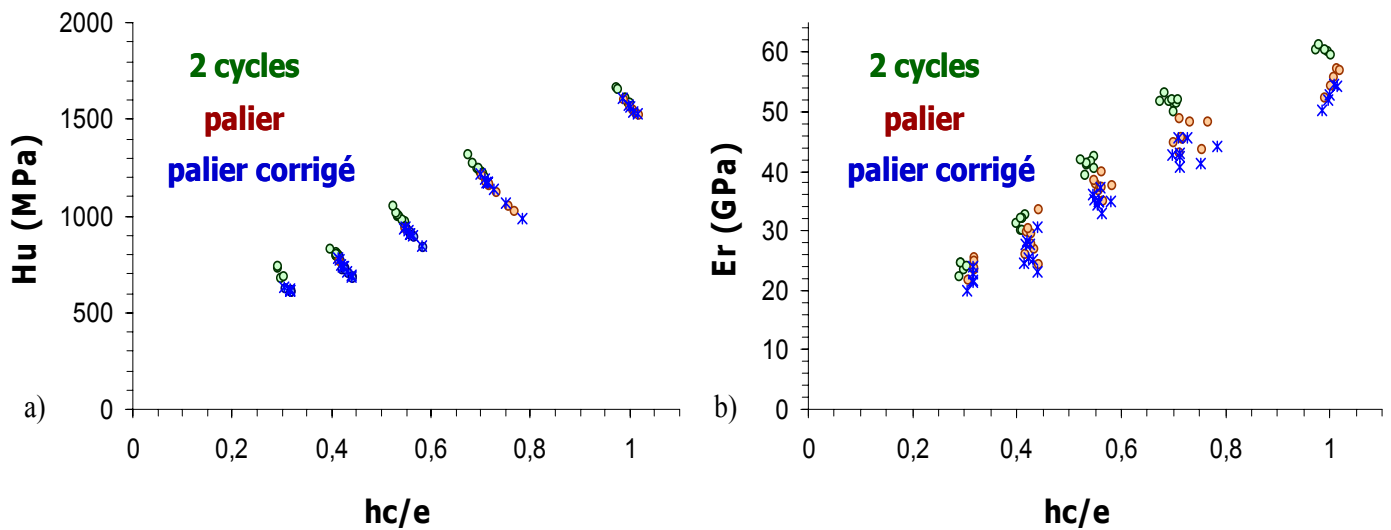 2000
1500
1000
500
0
Hu (MPa)
2 cycles
palier
palier corrigé
a)
0
0,2
0,4
0,6
0,8
1
hc/e
60
50
40
30
20
10
0
Er (GPa)
2 cycles
palier
palier corrigé
b)
0
0,2
0,4
0,6
0,8
1
hc/e